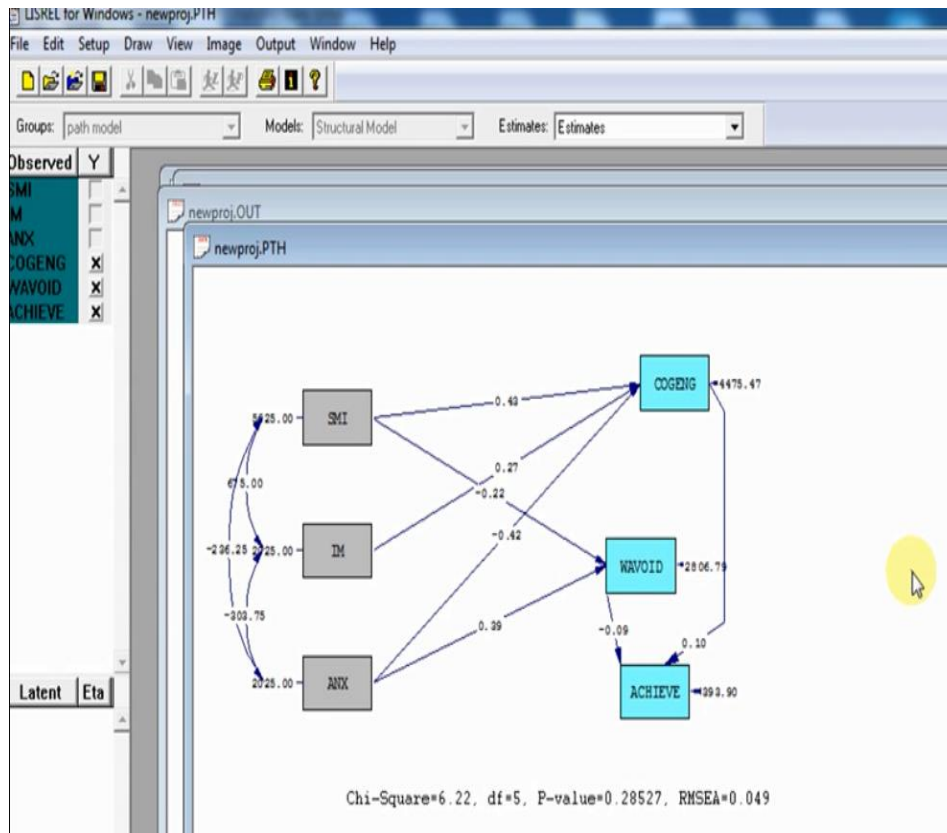 LISREL for Windows - newproj.PTH
File Edit Setup Draw View Image Output Window Help
Groups: path model Models: Structural Model Estimates: Estimates
Observed Y
SMI
IM
ANX
COGENG X
WAVOID X
ACHIEVE X
newproj.OUT
newproj.PTH
COGENG 4475.47
SMI
0.43
675.00
0.27
-0.22
-236.25
IM
-0.42
WAVOID 2806.79
-303.75
0.39
-0.09
0.10
2025.00 ANX
ACHIEVE 393.90
Latent Eta
Chi-Square=6.22, df=5, P-value=0.28527, RMSEA=0.049